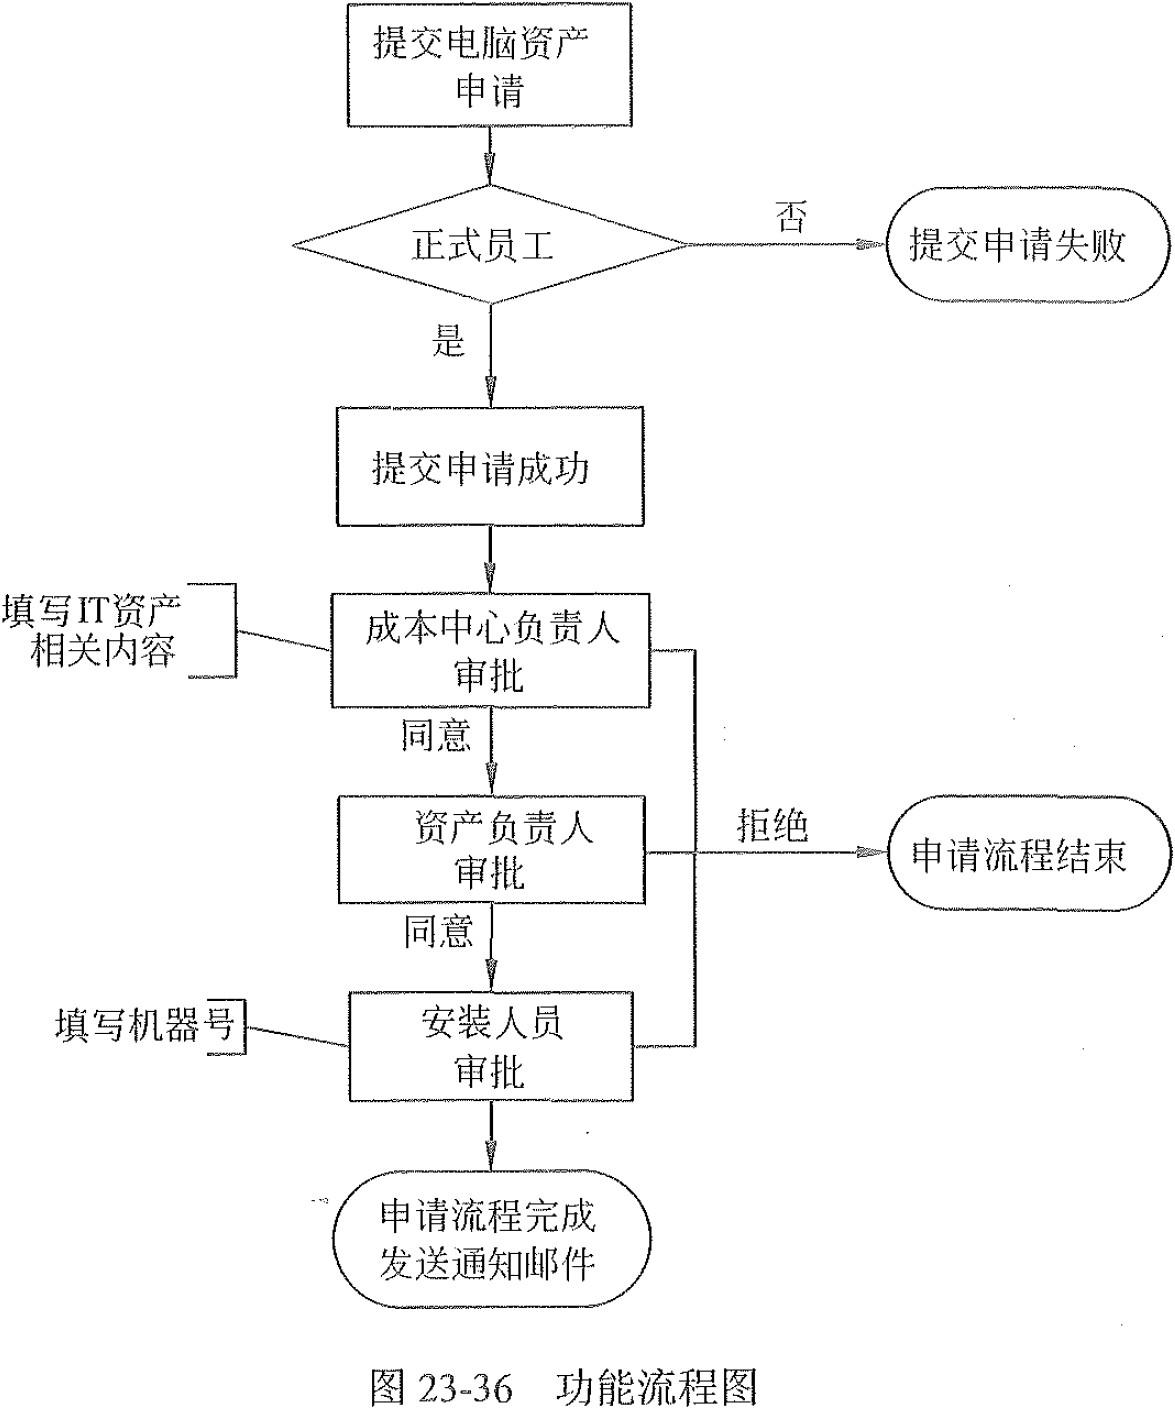 提交电脑资产
申请
正式员工
否
提交申请失败
是
提交申请成功
填写IT资产
相关内容
成本中心负责人
审批
同意
资产负责人
审批
拒绝
申请流程结束
同意
填写机器号
安装人员
审批
申请流程完成
发送通知邮件
图 23-36 功能流程图